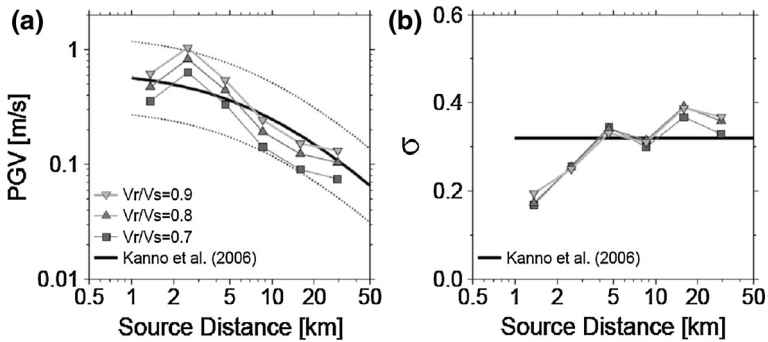 (a)
PGV [m/s]
1
0.1
0.01
Vr/Vs=0.9
Vr/Vs=0.8
Vr/Vs=0.7
Kanno et al. (2006)
0.5 1 2 5 10 20 50
Source Distance [km]
(b)
σ
0.6
0.4
0.2
0.0
Kanno et al. (2006)
0.5 1 2 5 10 20 50
Source Distance [km]